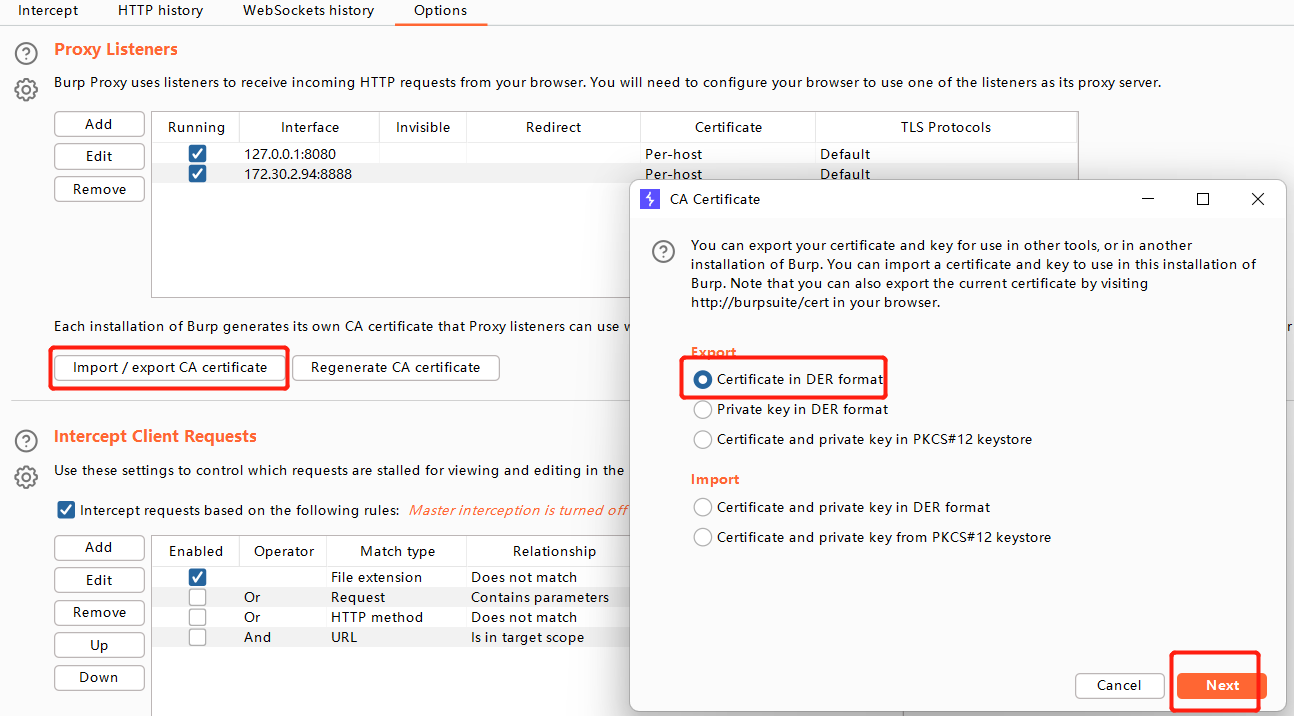 Intercept HTTP history WebSockets history Options
Proxy Listeners
Burp Proxy uses listeners to receive incoming HTTP requests from your browser. You will need to configure your browser to use one of the listeners as its proxy server.
Add
Edit
Remove
Running Interface Invisible Redirect Certificate TLS Protocols
127.0.0.1:8080 Per-host Default
172.30.2.94:8888 Per-host Default
Each installation of Burp generates its own CA certificate that Proxy listeners can use
Import / export CA certificate Regenerate CA certificate
Intercept Client Requests
Use these settings to control which requests are stalled for viewing and editing in the
Intercept requests based on the following rules: Master interception is turned off
Add
Edit
Remove
Up
Down
Enabled Operator Match type Relationship
File extension Does not match
Or Request Contains parameters
Or HTTP method Does not match
And URL Is in target scope
CA Certificate
You can export your certificate and key for use in other tools, or in another
installation of Burp. You can import a certificate and key to use in this installation of
Burp. Note that you can also export the current certificate by visiting
http://burpsuite/cert in your browser.
Export
Certificate in DER format
Private key in DER format
Certificate and private key in PKCS#12 keystore
Import
Certificate and private key in DER format
Certificate and private key from PKCS#12 keystore
Cancel Next